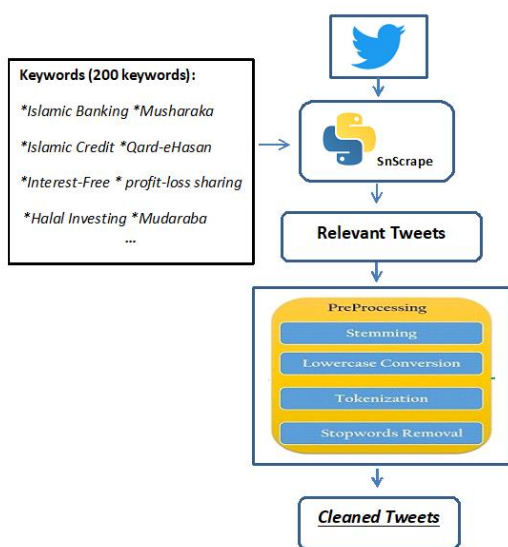 Keywords (200 keywords):
*Islamic Banking *Musharaka
*Islamic Credit *Qard-eHasan
*Interest-Free * profit-loss sharing
*Halal Investing *Mudaraba
...
SnScrape
Relevant Tweets
PreProcessing
Stemming
Lowercase Conversion
Tokenization
Stopwords Removal
Cleaned Tweets